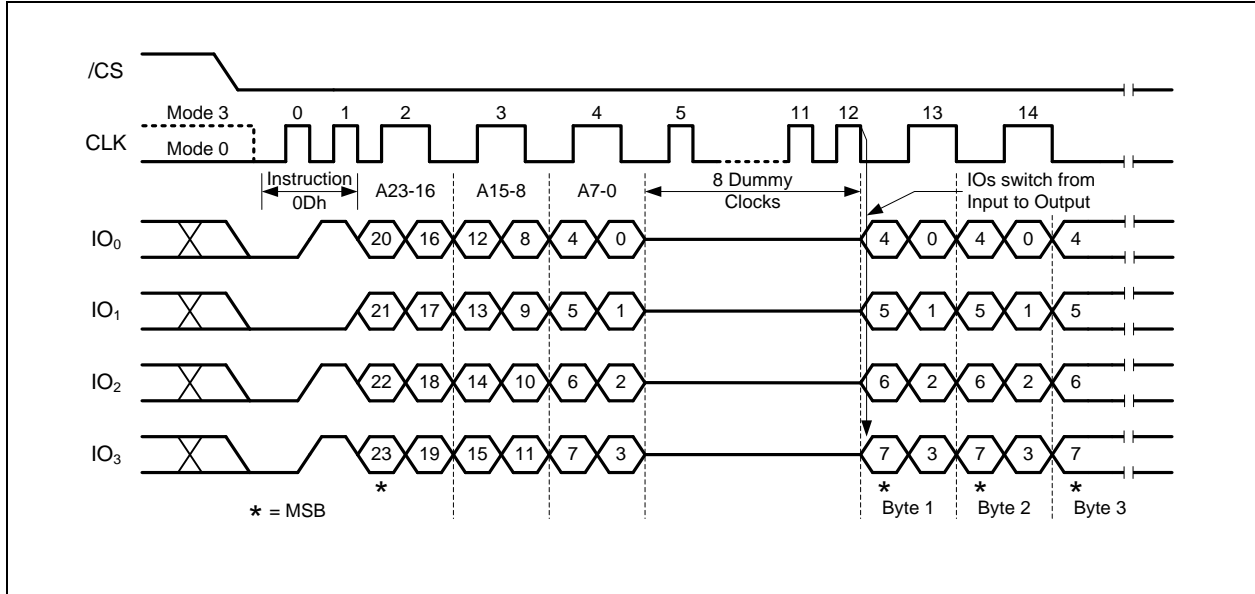 /CS
Mode 3 0 1 2 3 4 5 11 12 13 14
CLK
Mode 0
Instruction
0Dh
A23-16 A15-8 A7-0
8 Dummy
Clocks
IOs switch from
Input to Output
IO₀ 20 16 12 8 4 0 4 0 4 0 4
IO₁ 21 17 13 9 5 1 5 1 5 1 5
IO₂ 22 18 14 10 6 2 6 2 6 2 6
IO₃ 23 19 15 11 7 3 7 3 7 3 7
* * * *
* = MSB
Byte 1 Byte 2 Byte 3